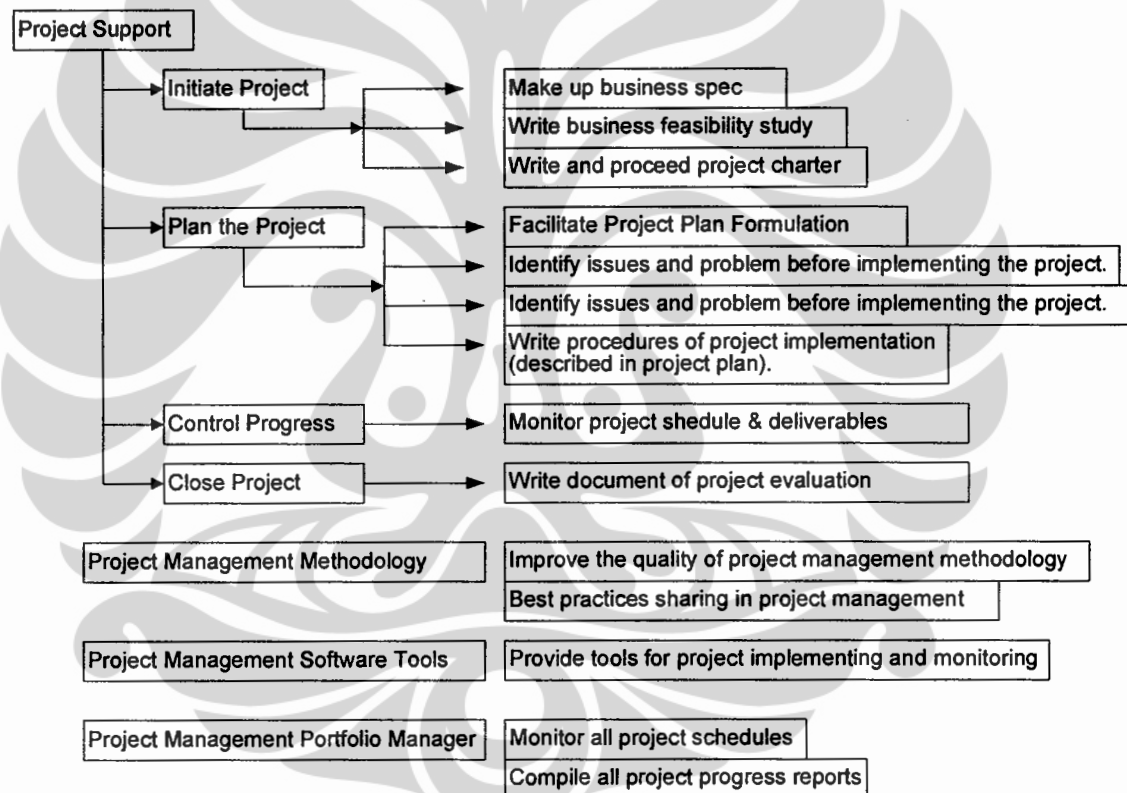 Project Support
Initiate Project
Make up business spec
Write business feasibility study
Write and proceed project charter
Plan the Project
Facilitate Project Plan Formulation
Identify issues and problem before implementing the project.
Identify issues and problem before implementing the project.
Write procedures of project implementation
(described in project plan).
Control Progress
Monitor project shedule & deliverables
Close Project
Write document of project evaluation
Project Management Methodology
Improve the quality of project management methodology
Best practices sharing in project management
Project Management Software Tools
Provide tools for project implementing and monitoring
Project Management Portfolio Manager
Monitor all project schedules
Compile all project progress reports